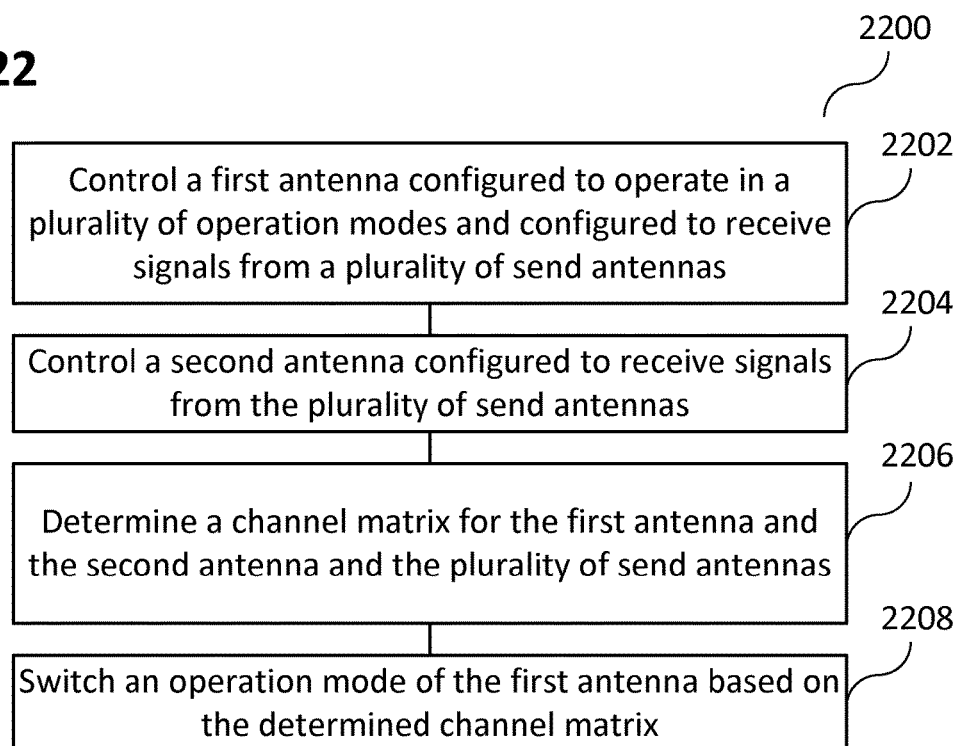 2200
22
2202
Control a first antenna configured to operate in a
plurality of operation modes and configured to receive
signals from a plurality of send antennas
2204
Control a second antenna configured to receive signals
from the plurality of send antennas
2206
Determine a channel matrix for the first antenna and
the second antenna and the plurality of send antennas
2208
Switch an operation mode of the first antenna based on
the determined channel matrix